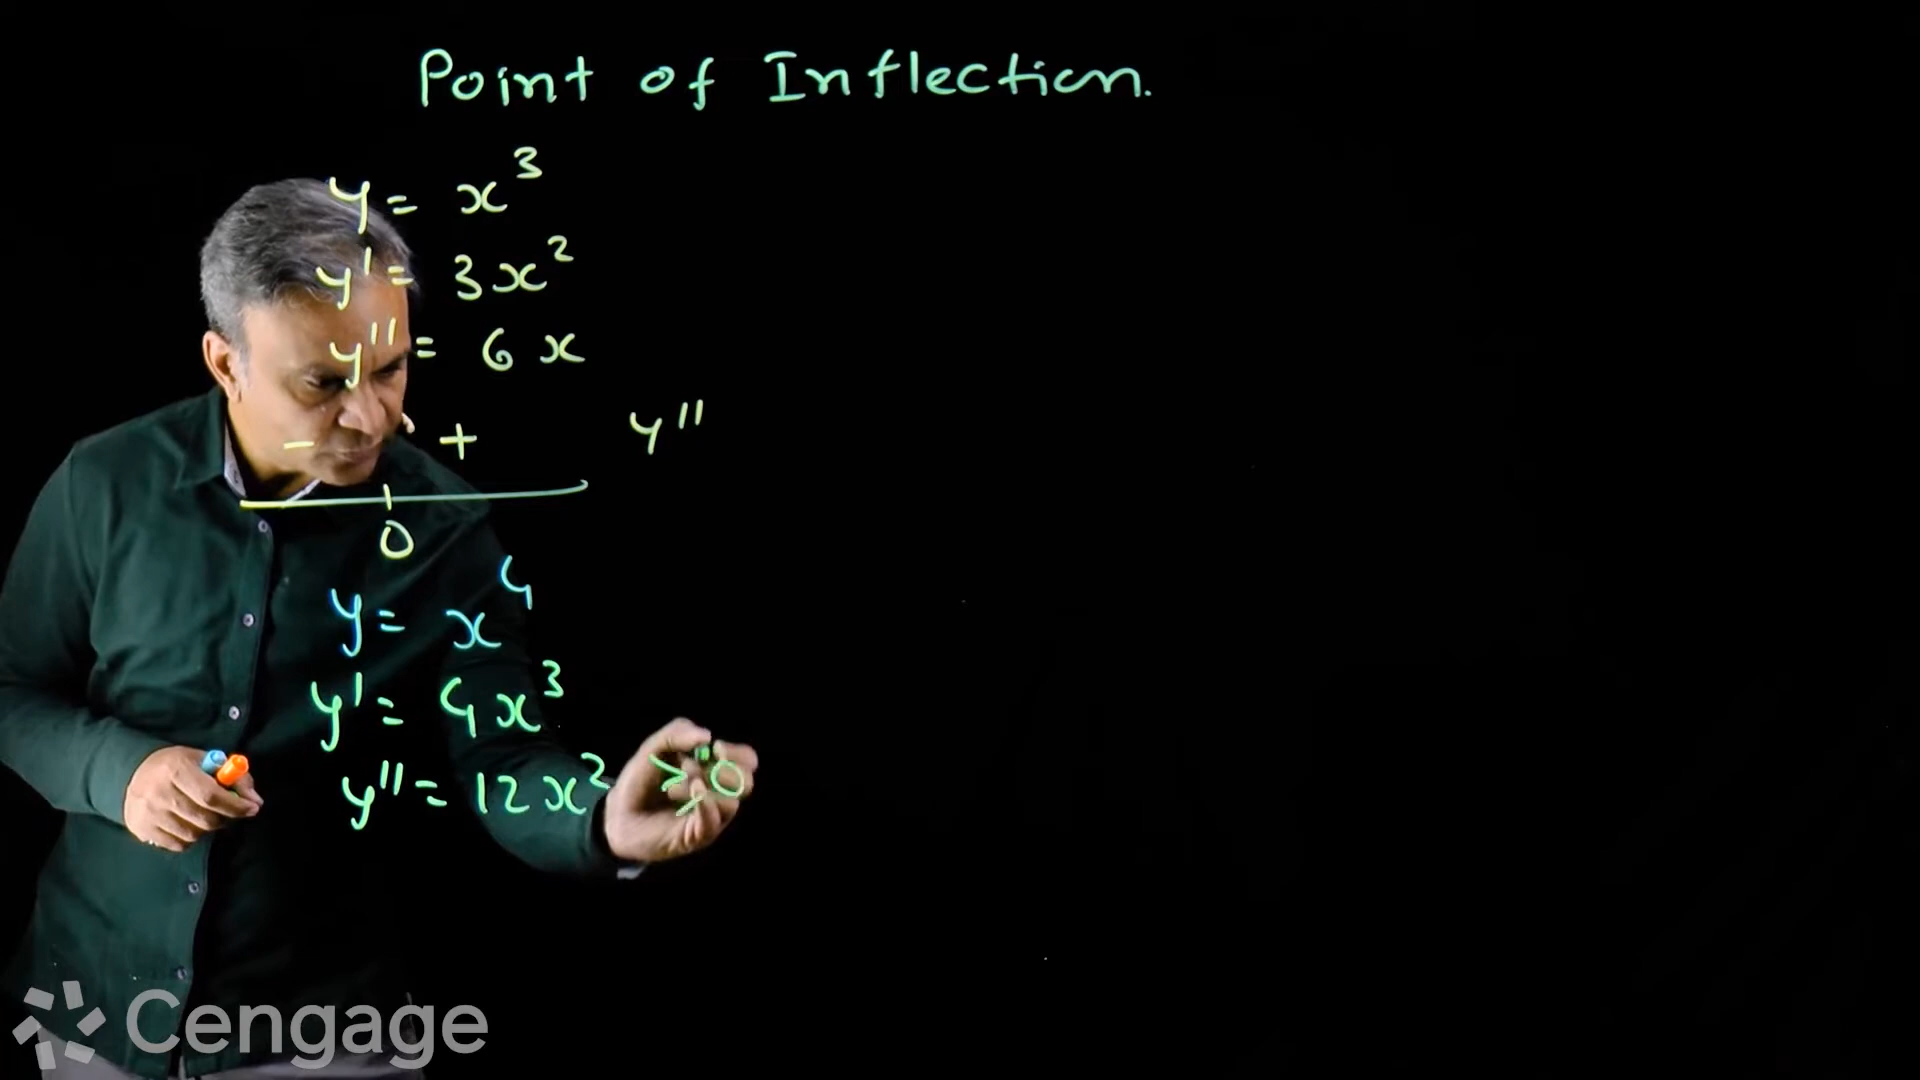 Point of Inflection.
y = x³
y' = 3x²
y'' = 6x
- + y''
0
y = x⁴
y' = 4x³
y'' = 12x² ≥ 0
Cengage